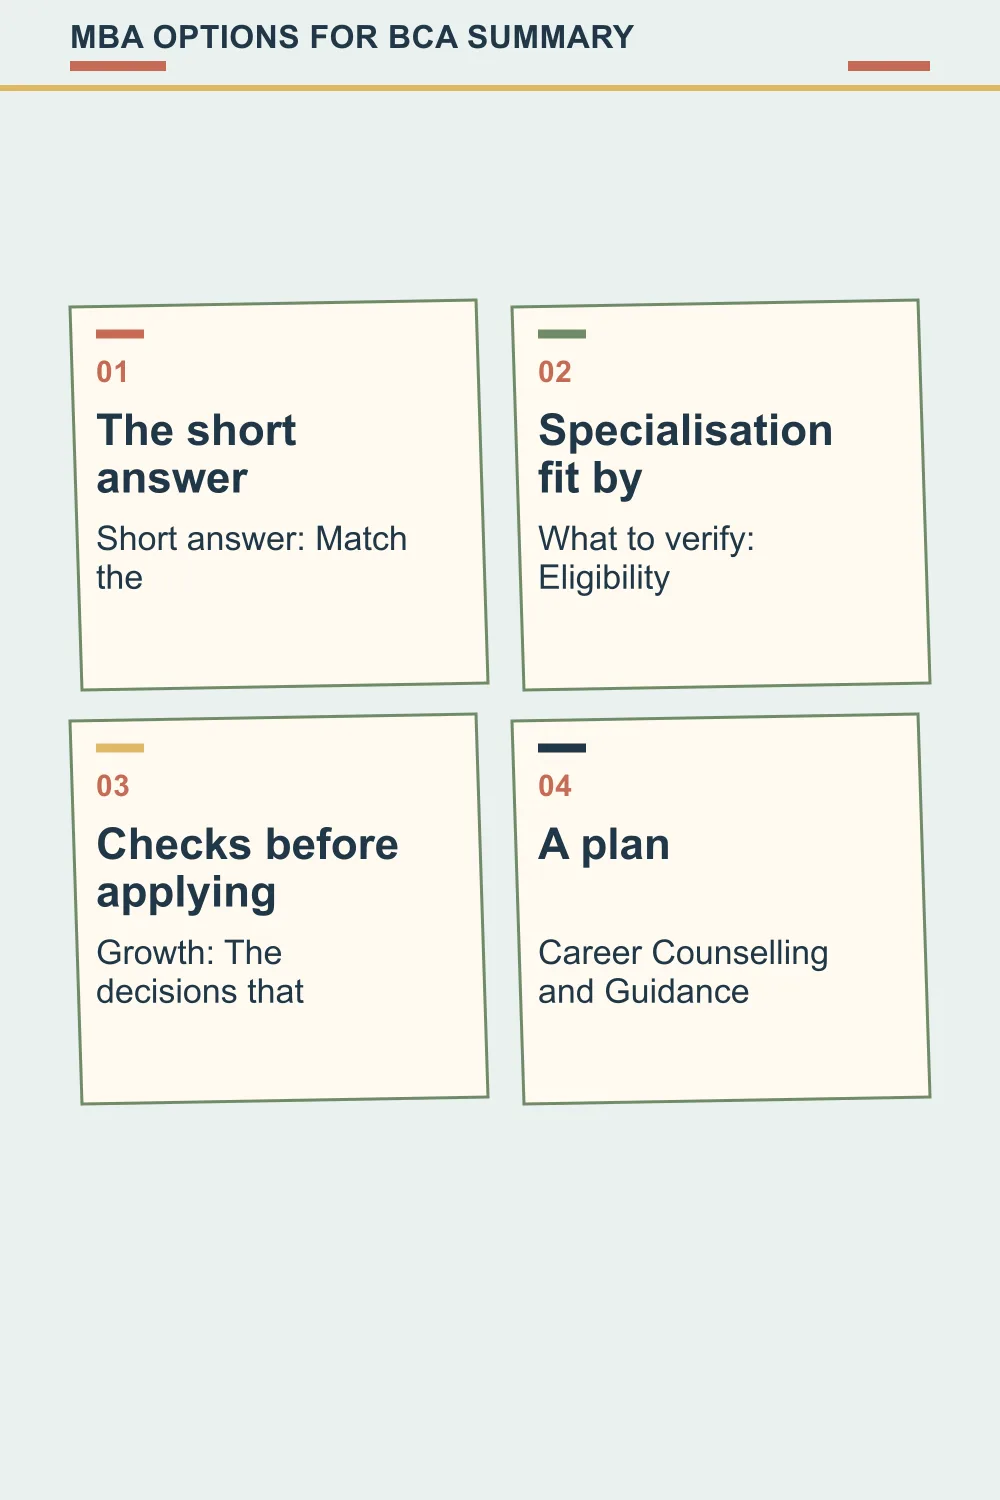 MBA OPTIONS FOR BCA SUMMARY
01
The short
answer
Short answer: Match
the
02
Specialisation
fit by
What to verify:
Eligibility
03
Checks before
applying
Growth: The
decisions that
04
A plan
Career Counselling
and Guidance